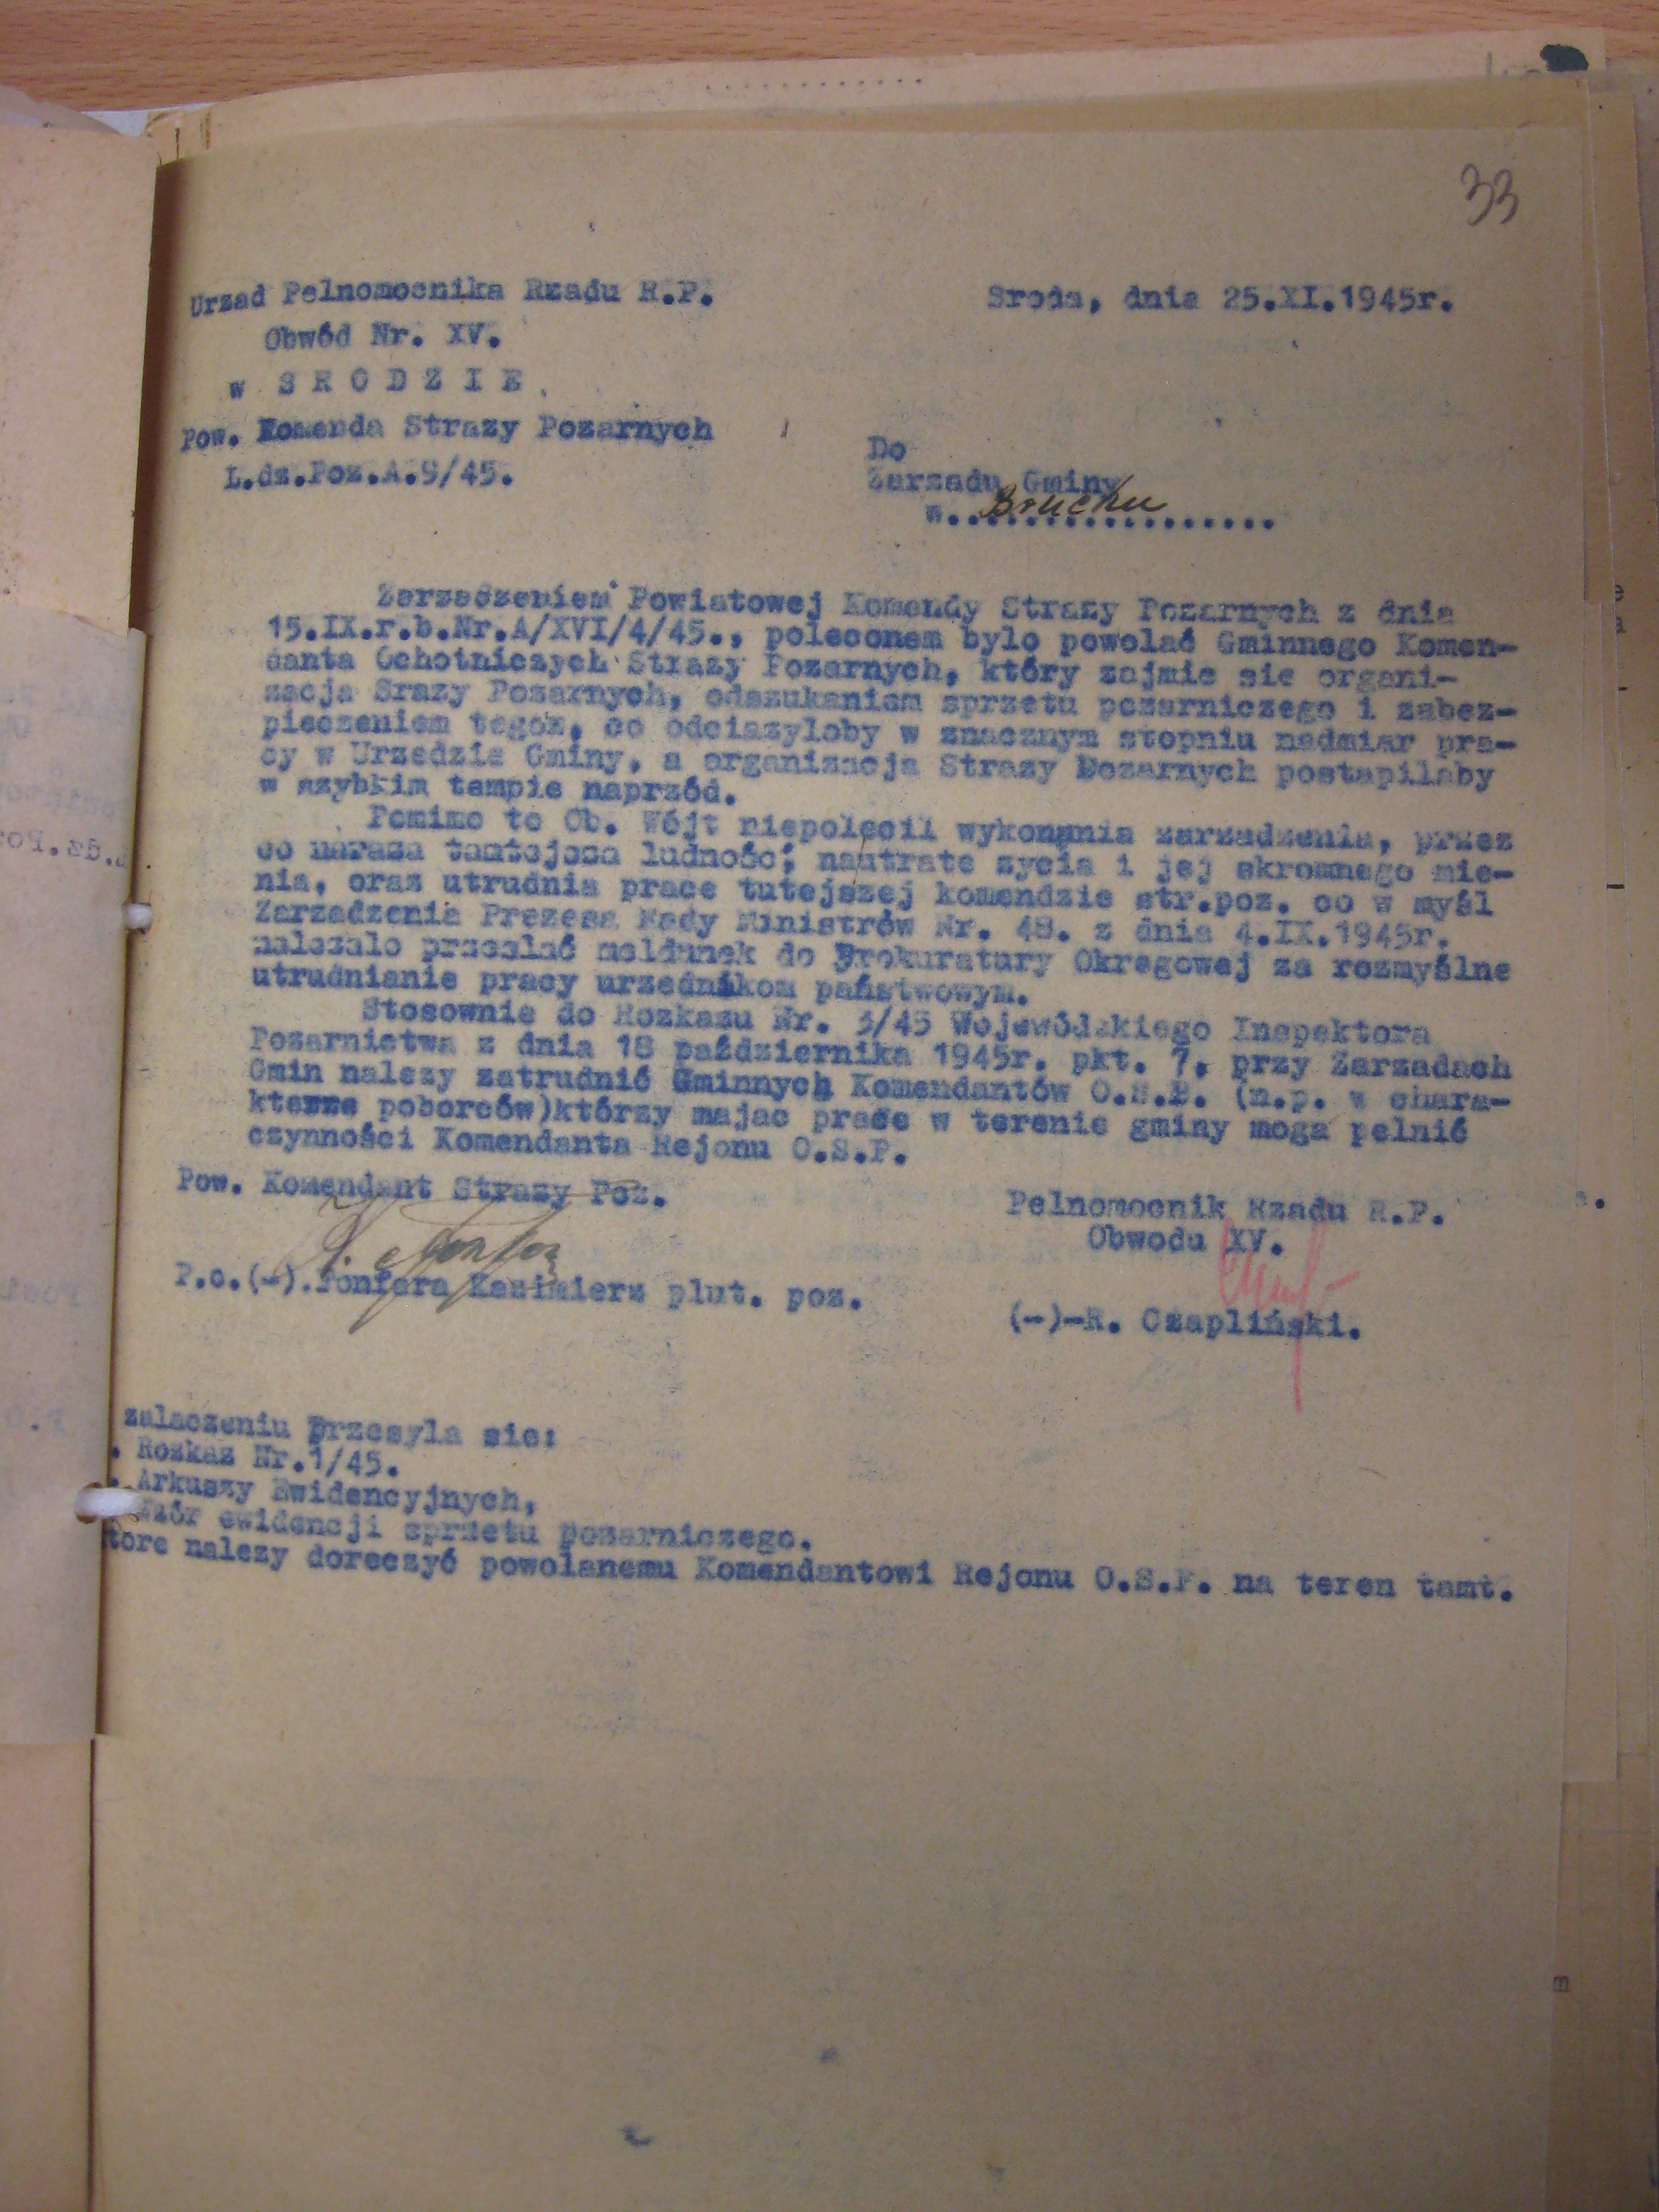 33
Urzad Pelnomocnika Rzadu R.P.
Sroda, dnia 25.XI.1945r.
Obwód Nr. XV.
w S R O D Z I E.
Pow. Komenda Strazy Pozarnych
L.dz.Poz.A.9/45.
Do
Zarzadu Gminy
w.................
Bruchu
Zarzadzeniem Powiatowej Komendy Strazy Pozarnych z dnia
15.IX.r.b.Nr.A/XVI/4/45., poleconem bylo powolać Gminnego Komen-
danta Ochotniczych Strazy Pozarnych, który zajmie sie organi-
zacja Srazy Pozarnych, odszukaniem sprzetu pozarniczego i zabez-
pieczeniem tegoz, co odciazyloby w znacznym stopniu nadmiar pra-
cy w Urzedzie Gminy, a organizacja Strazy Pozarnych postapilaby
w szybkim tempie naprzód.
Pomimo to Ob. Wójt niepolecil wykonania zarzadzenia, przez
co naraza tamtejsza ludność, nautrate zycia i jej skromnego mie-
nia, oraz utrudnia prace tutejszej komendzie str.poz. co w myśl
Zarzadzenia Prezesa Rady Ministrów Nr. 48. z dnia 4.IX.1945r.
nalezalo przeslać meldunek do Prokuratury Okregowej za rozmyślne
utrudnianie pracy urzednikom państwowym.
Stosownie do Rozkazu Nr. 3/45 Wojewódzkiego Inspektora
Pozarnictwa z dnia 18 października 1945r. pkt. 7, przy Zarzadach
Gmin nalezy zatrudnić Gminnych Komendantów O.S.P. (n.p. w chara-
kterze poborców)którzy majac prace w terenie gminy moga pelnić
czynności Komendanta Rejonu O.S.P.
Pow. Komendant Strazy Poz.
Pelnomocnik Rzadu R.P.
Obwodu XV.
P.o.(-).Fonfara Kazimierz plut. poz.
(-)-R. Czapliński.
zalaczeniu przesyla sie:
. Rozkaz Nr.1/45.
. Arkuszy Ewidencyjnych,
Wzór ewidencji sprzetu pozarniczego.
tore nalezy doreczyć powolanemu Komendantowi Rejonu O.S.P. na teren tamt.